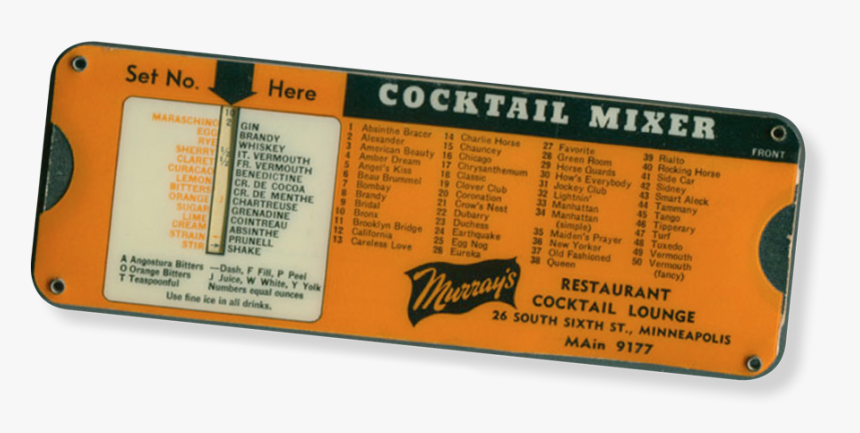 Set No. Here
COCKTAIL MIXER
FRONT
10
2
MARASCHINO
EGG
RYE
SHERRY
CLARET
CURACAO
LEMON
BITTERS
ORANGE
SUGAR
LIME
CREAM
STRAIN
STIR
GIN
BRANDY
WHISKEY
IT. VERMOUTH
FR. VERMOUTH
BENEDICTINE
CR. DE COCOA
CR. DE MENTHE
CHARTREUSE
GRENADINE
COINTREAU
ABSINTHE
PRUNELL
SHAKE
A Angostura Bitters —Dash, F Fill, P Peel
O Orange Bitters J Juice, W White, Y Yolk
T Teaspoonful Numbers equal ounces
Use fine ice in all drinks.
1 Absinthe Bracer
2 Alexander
3 American Beauty
4 Amber Dream
5 Angel's Kiss
6 Beau Brummel
7 Bombay
8 Brandy
9 Bridal
10 Bronx
11 Brooklyn Bridge
12 California
13 Careless Love
14 Charlie Horse
15 Chauncey
16 Chicago
17 Chrysanthemum
18 Classic
19 Clover Club
20 Coronation
21 Crow's Nest
22 Dubarry
23 Duchess
24 Earthquake
25 Egg Nog
26 Eureka
27 Favorite
28 Green Room
29 Horse Guards
30 How's Everybody
31 Jockey Club
32 Lightnin'
33 Manhattan
34 Manhattan
(simple)
35 Maiden's Prayer
36 New Yorker
37 Old Fashioned
38 Queen
39 Rialto
40 Rocking Horse
41 Side Car
42 Sidney
43 Smart Aleck
44 Tammany
45 Tango
46 Tipperary
47 Turf
48 Tuxedo
49 Vermouth
50 Vermouth
(fancy)
Murray's
RESTAURANT
COCKTAIL LOUNGE
26 SOUTH SIXTH ST., MINNEAPOLIS
MAin 9177